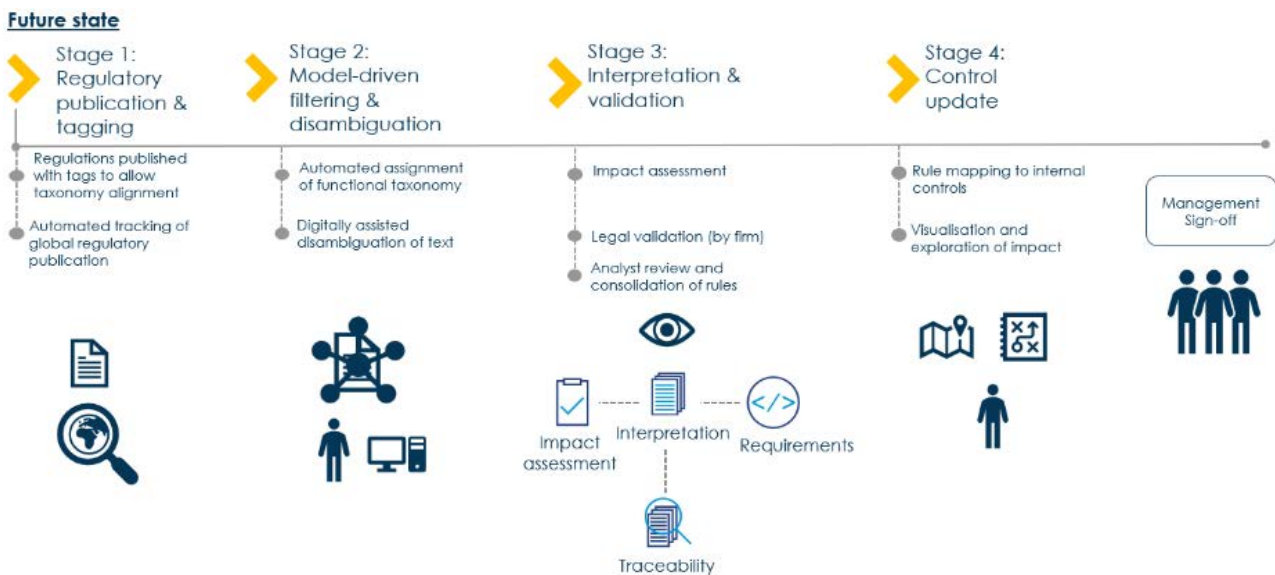 Future state
Stage 1:
Regulatory
publication &
tagging
Stage 2:
Model-driven
filtering &
disambiguation
Stage 3:
Interpretation &
validation
Stage 4:
Control
update
Regulations published
with tags to allow
taxonomy alignment
Automated tracking of
global regulatory
publication
Automated assignment
of functional taxonomy
Digitally assisted
disambiguation of text
Impact assessment
Legal validation (by firm)
Analyst review and
consolidation of rules
Rule mapping to internal
controls
Visualisation and
exploration of impact
Management
Sign-off
</>
Impact
assessment
Interpretation
Requirements
Traceability